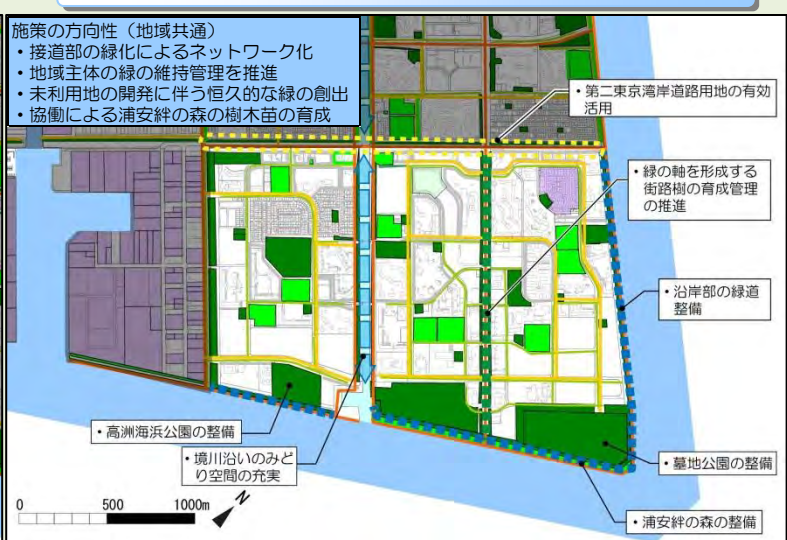 施策の方向性（地域共通）
・接道部の緑化によるネットワーク化
・地域主体の緑の維持管理を推進
・未利用地の開発に伴う恒久的な緑の創出
・協働による浦安絆の森の樹木苗の育成
・第二東京湾岸道路用地の有効
活用
・緑の軸を形成する
街路樹の育成管理
の推進
・沿岸部の緑道
整備
・高洲海浜公園の整備
・境川沿いのみど
り空間の充実
・墓地公園の整備
・浦安絆の森の整備
0 500 1000m
N